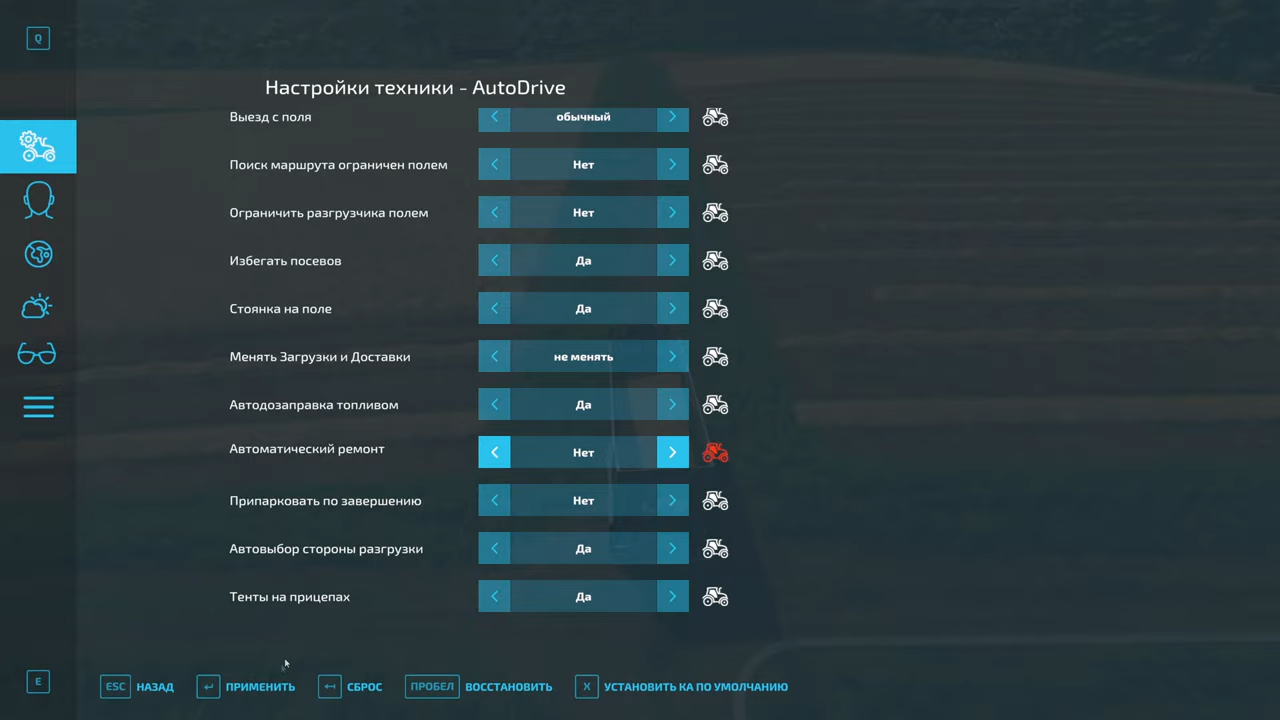 Q
Настройки техники - AutoDrive
Выезд с поля обычный
Поиск маршрута ограничен полем Нет
Ограничить разгрузчика полем Нет
Избегать посевов Да
Стоянка на поле Да
Менять Загрузки и Доставки не менять
Автодозаправка топливом Да
Автоматический ремонт Нет
Припарковать по завершению Нет
Автовыбор стороны разгрузки Да
Тенты на прицепах Да
E
ESC НАЗАД ПРИМЕНИТЬ СБРОС ПРОБЕЛ ВОССТАНОВИТЬ X УСТАНОВИТЬ КА ПО УМОЛЧАНИЮ